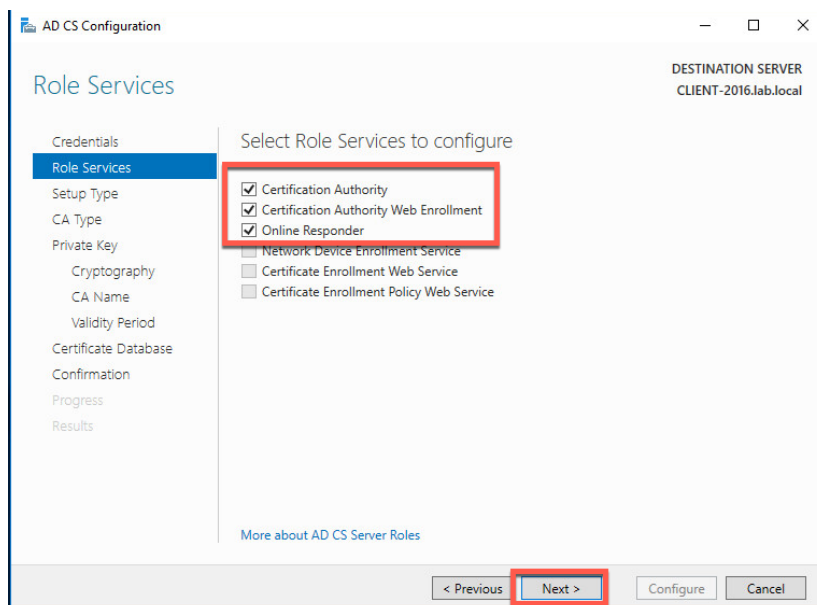 AD CS Configuration
Role Services
DESTINATION SERVER
CLIENT-2016.lab.local
Credentials
Role Services
Setup Type
CA Type
Private Key
Cryptography
CA Name
Validity Period
Certificate Database
Confirmation
Progress
Results
Select Role Services to configure
Certification Authority
Certification Authority Web Enrollment
Online Responder
Network Device Enrollment Service
Certificate Enrollment Web Service
Certificate Enrollment Policy Web Service
More about AD CS Server Roles
< Previous
Next >
Configure
Cancel